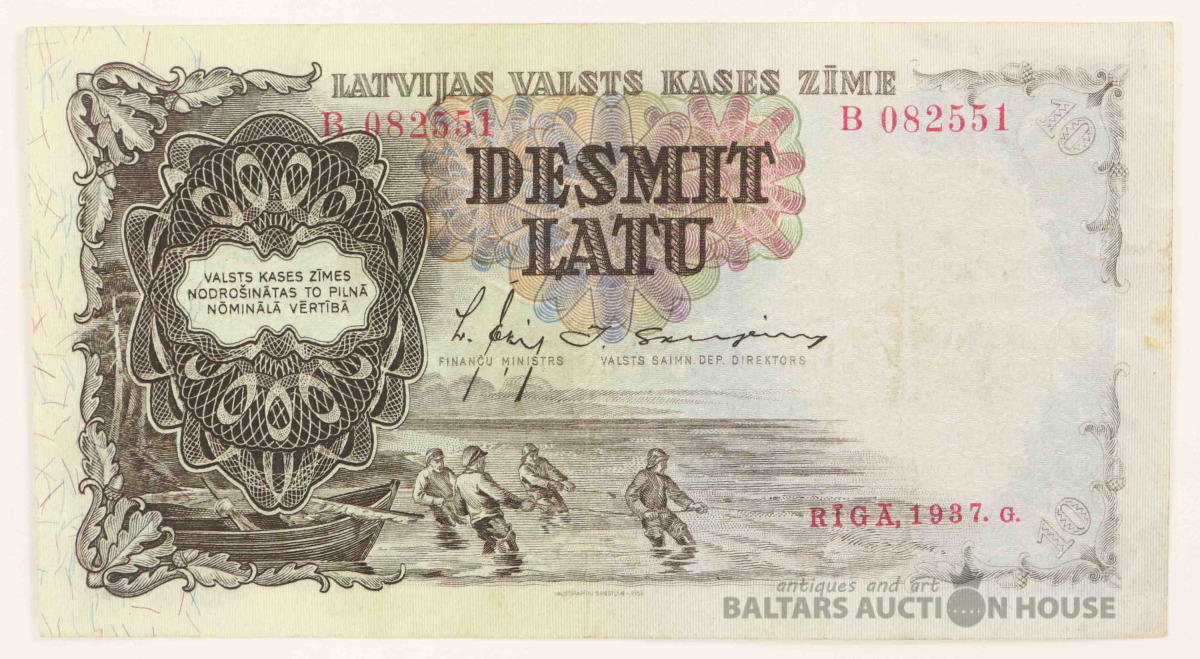 LATVIJAS VALSTS KASES ZĪME
B 082551
B 082551
DESMIT
LATU
VALSTS KASES ZĪMES
NODROŠINĀTAS TO PILNĀ
NŌMINĀLĀ VĒRTĪBĀ
FINANČU MINISTRS
VALSTS SAIMN. DEP. DIREKTORS
RĪGĀ, 1937. G.
10
10
antiques and art
BALTARS AUCTION HOUSE